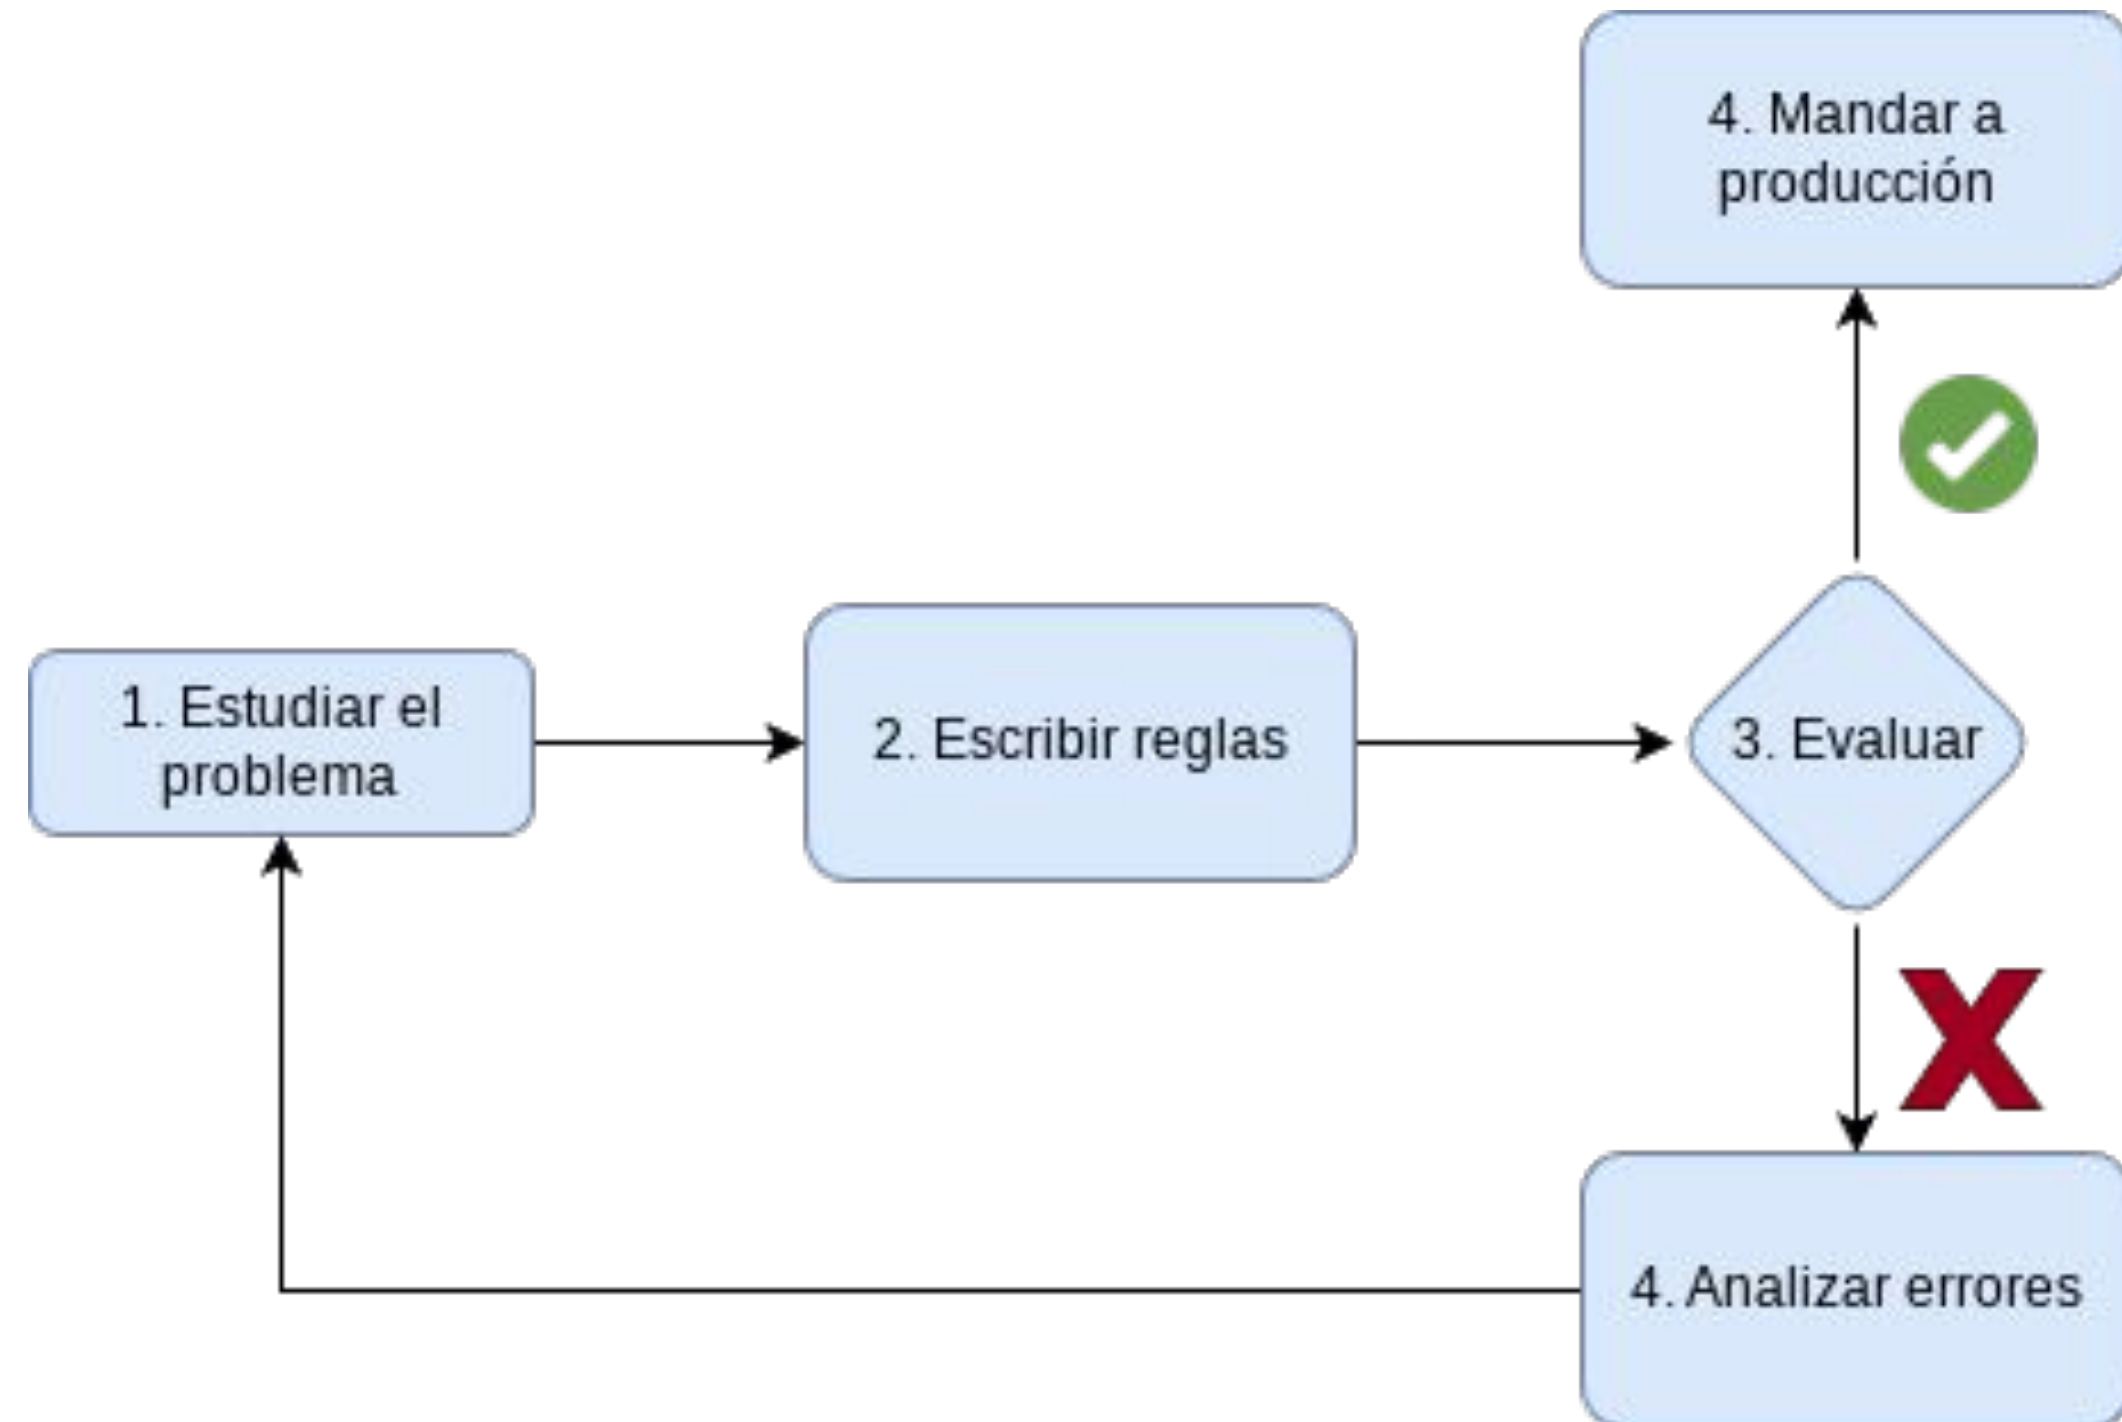 4. Mandar a
producción
1. Estudiar el
problema
2. Escribir reglas
3. Evaluar
4. Analizar errores